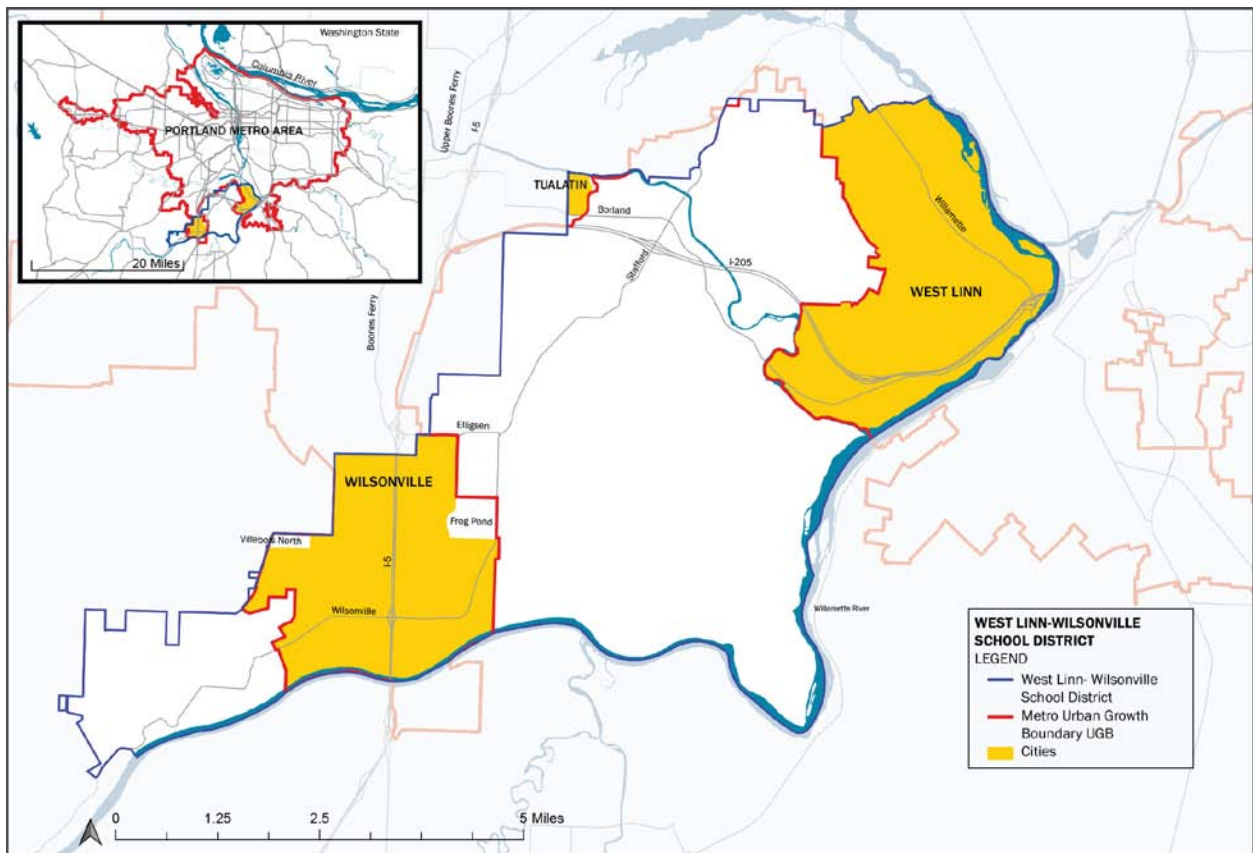 Washington State
Columbia River
PORTLAND METRO AREA
20 Miles
Upper Boones Ferry
I-5
TUALATIN
Borland
Stafford
I-205
Willamette
WEST LINN
Boones Ferry
Elligsen
WILSONVILLE
Frog Pond
Villebois North
I-5
Wilsonville
Willamette River
WEST LINN-WILSONVILLE
SCHOOL DISTRICT
LEGEND
West Linn- Wilsonville
School District
Metro Urban Growth
Boundary UGB
Cities
0 1.25 2.5 5 Miles